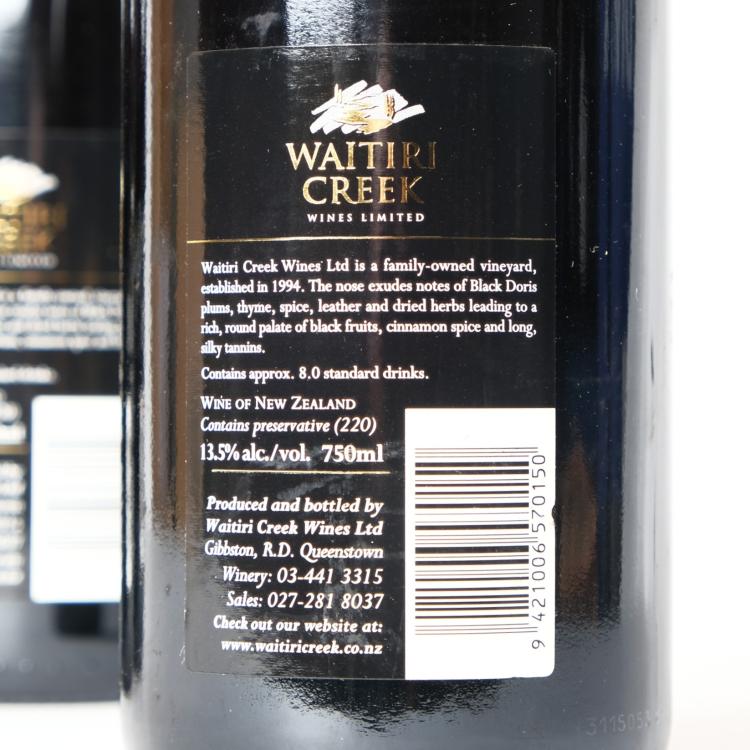 WAITIRI
CREEK
WINES LIMITED
Waitiri Creek Wines Ltd is a family-owned vineyard,
established in 1994. The nose exudes notes of Black Doris
plums, thyme, spice, leather and dried herbs leading to a
rich, round palate of black fruits, cinnamon spice and long,
silky tannins.
Contains approx. 8.0 standard drinks.
WINE OF NEW ZEALAND
Contains preservative (220)
13.5% alc./vol. 750ml
Produced and bottled by
Waitiri Creek Wines Ltd
Gibbston, R.D. Queenstown
Winery: 03-441 3315
Sales: 027-281 8037
Check out our website at:
www.waitiricreek.co.nz
9 421006 570150